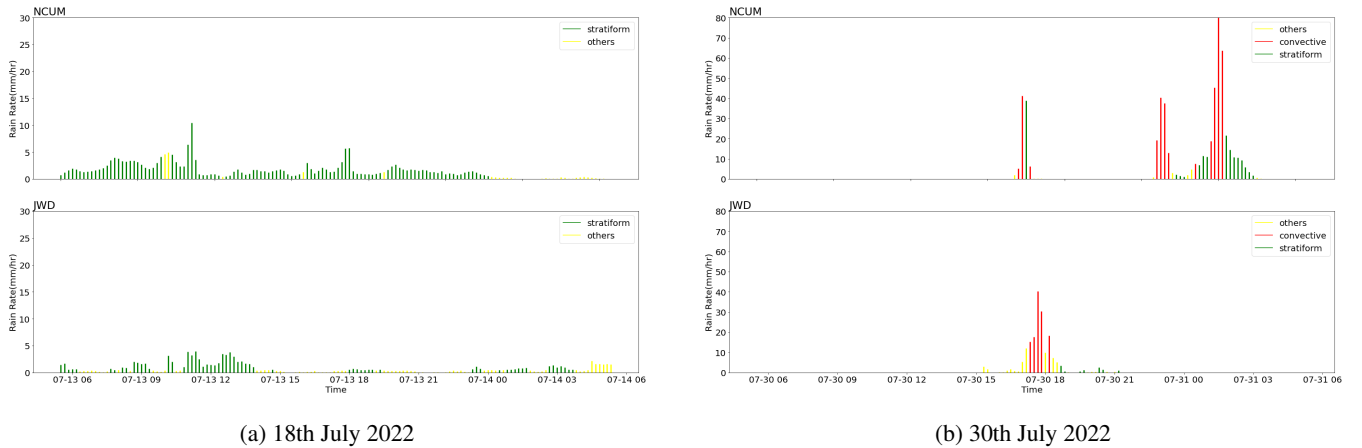 NCUM
30
25
20
15
10
5
0
Rain Rate(mm/hr)
stratiform
others
JWD
30
25
20
15
10
5
0
Rain Rate(mm/hr)
stratiform
others
07-13 06 07-13 09 07-13 12 07-13 15 07-13 18 07-13 21 07-14 00 07-14 03 07-14 06
Time
(a) 18th July 2022
NCUM
80
70
60
50
40
30
20
10
0
Rain Rate(mm/hr)
others
convective
stratiform
JWD
80
70
60
50
40
30
20
10
0
Rain Rate(mm/hr)
others
convective
stratiform
07-30 06 07-30 09 07-30 12 07-30 15 07-30 18 07-30 21 07-31 00 07-31 03 07-31 06
Time
(b) 30th July 2022